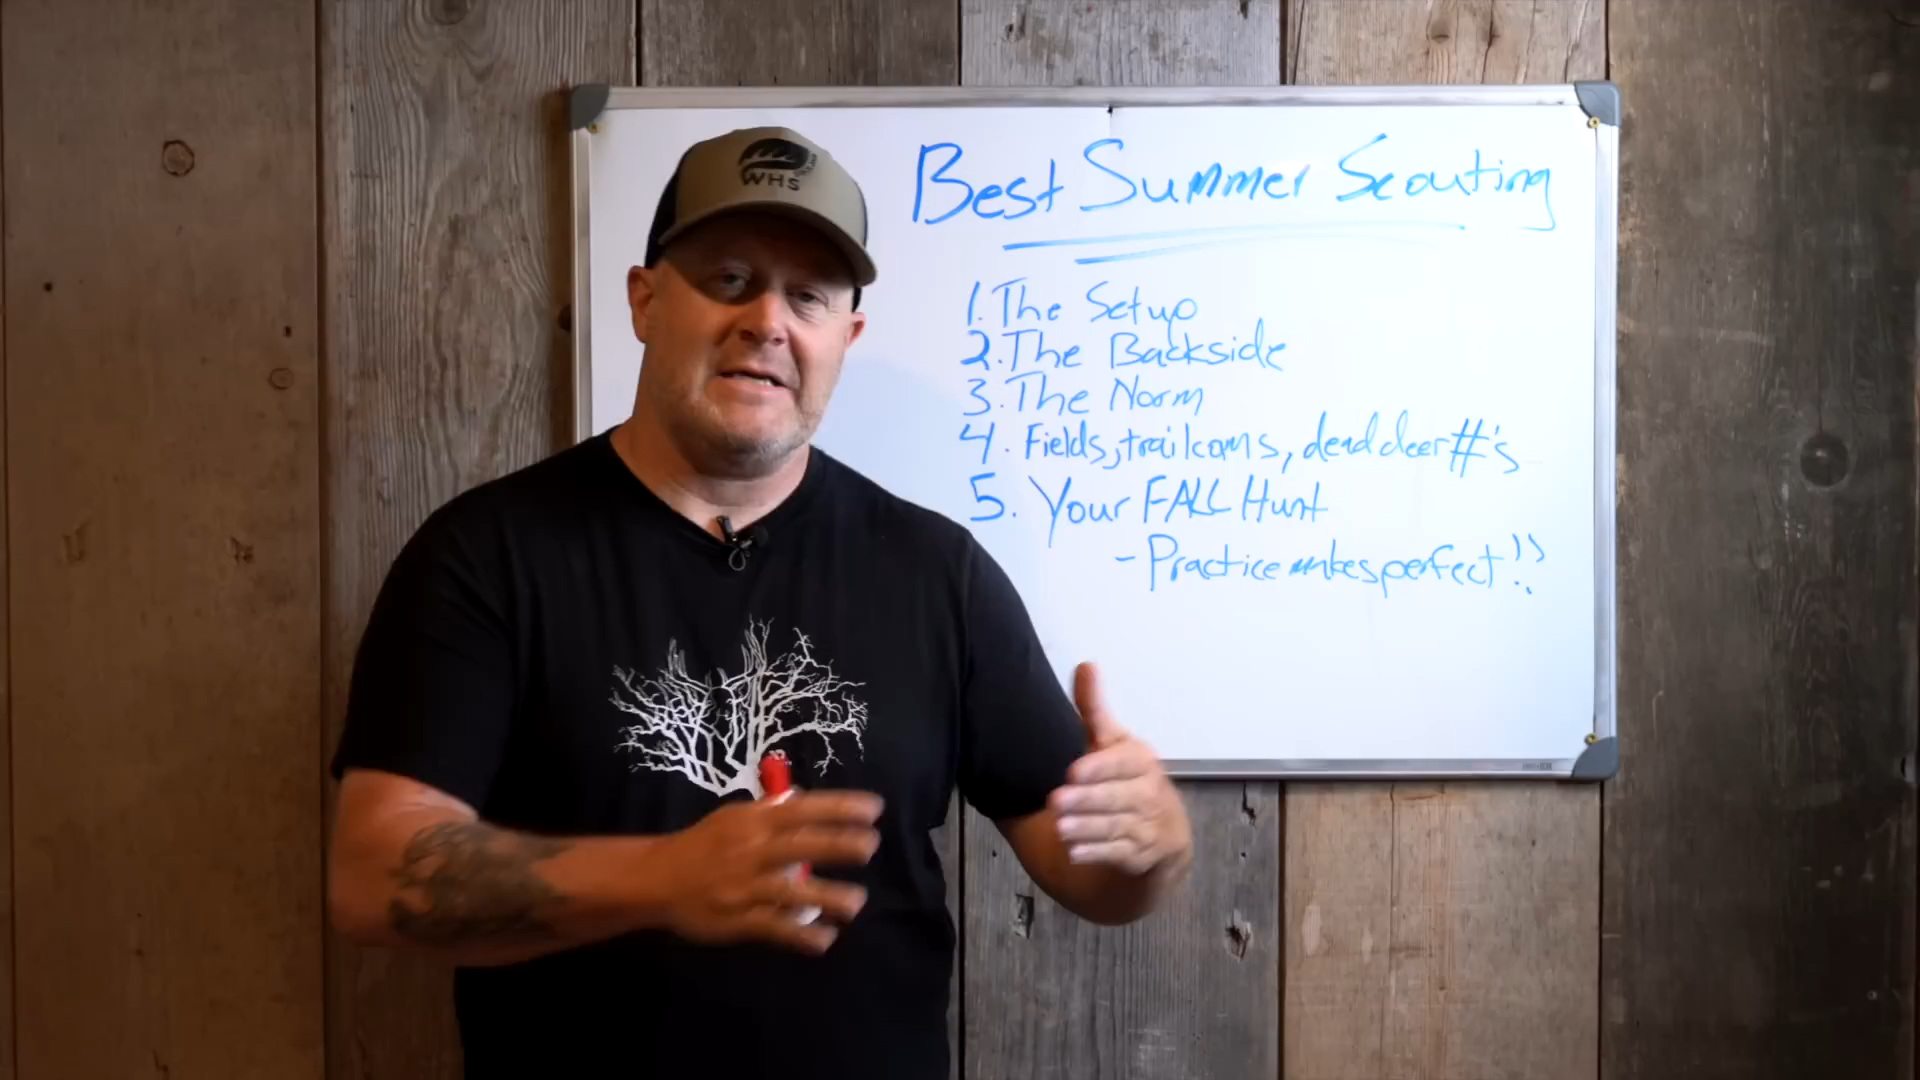 WHS
Best Summer Scouting
1. The Setup
2. The Backside
3. The Norm
4. Fields, trailcams, dead deer #'s
5. Your FALL Hunt
- Practice makes perfect!!